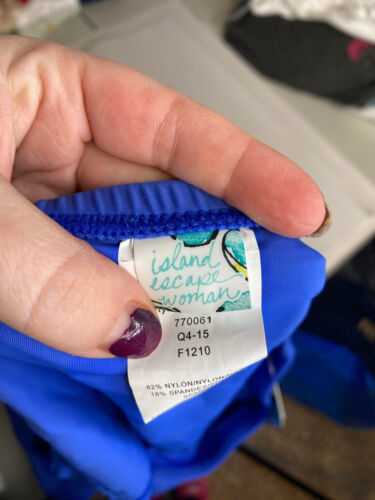 island
escape
woman
770061
Q4-15
F1210
82% NYLON/NYLON
18% SPANDEX